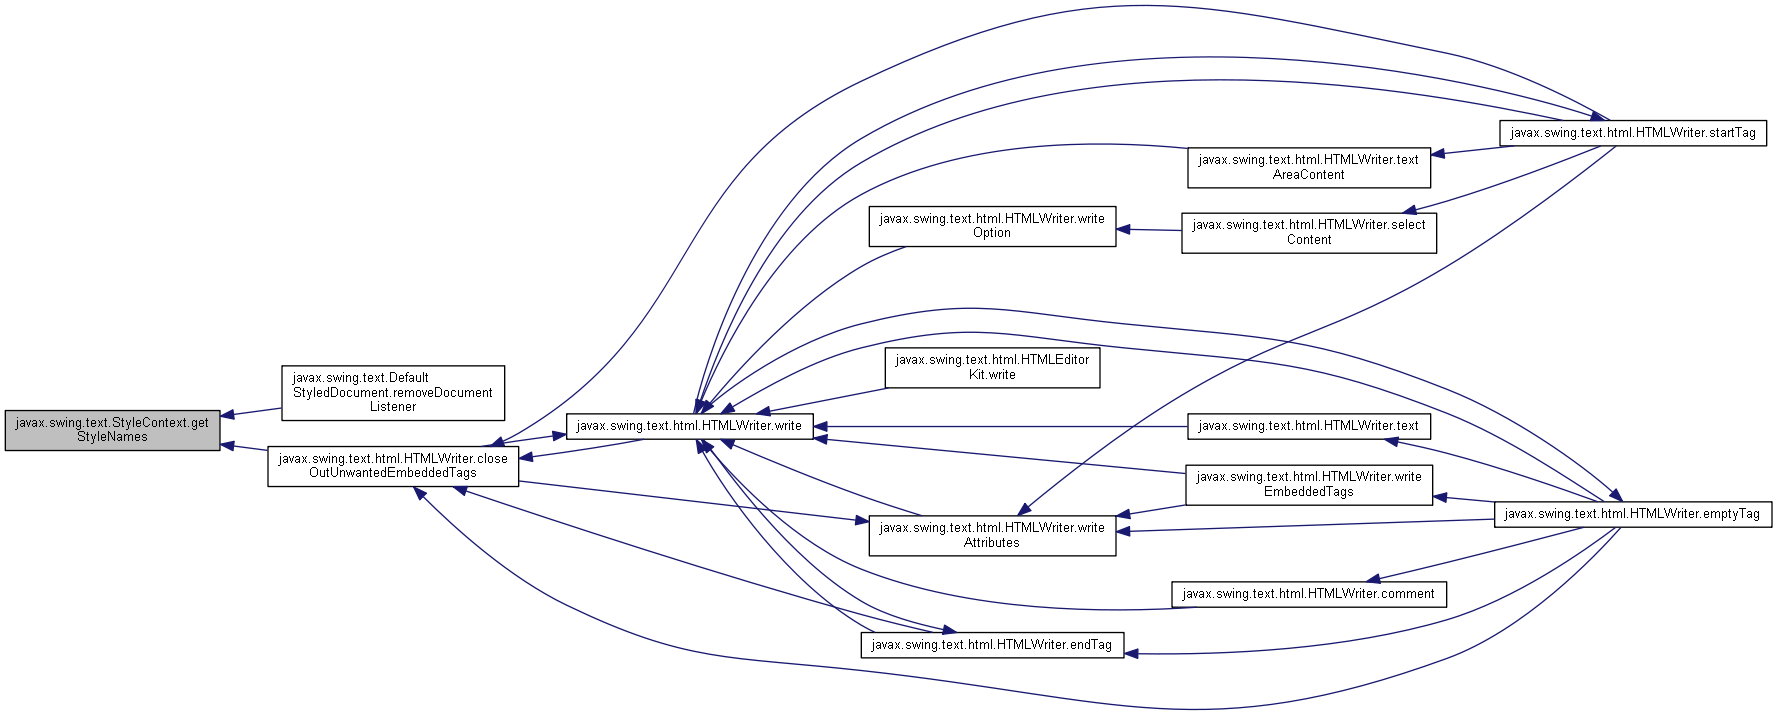 javax.swing.text.StyleContext.get
StyleNames
javax.swing.text.Default
StyledDocument.removeDocument
Listener
javax.swing.text.html.HTMLWriter.close
OutUnwantedEmbeddedTags
javax.swing.text.html.HTMLWriter.write
javax.swing.text.html.HTMLWriter.write
Option
javax.swing.text.html.HTMLEditor
Kit.write
javax.swing.text.html.HTMLWriter.write
Attributes
javax.swing.text.html.HTMLWriter.endTag
javax.swing.text.html.HTMLWriter.text
AreaContent
javax.swing.text.html.HTMLWriter.select
Content
javax.swing.text.html.HTMLWriter.text
javax.swing.text.html.HTMLWriter.write
EmbeddedTags
javax.swing.text.html.HTMLWriter.comment
javax.swing.text.html.HTMLWriter.startTag
javax.swing.text.html.HTMLWriter.emptyTag